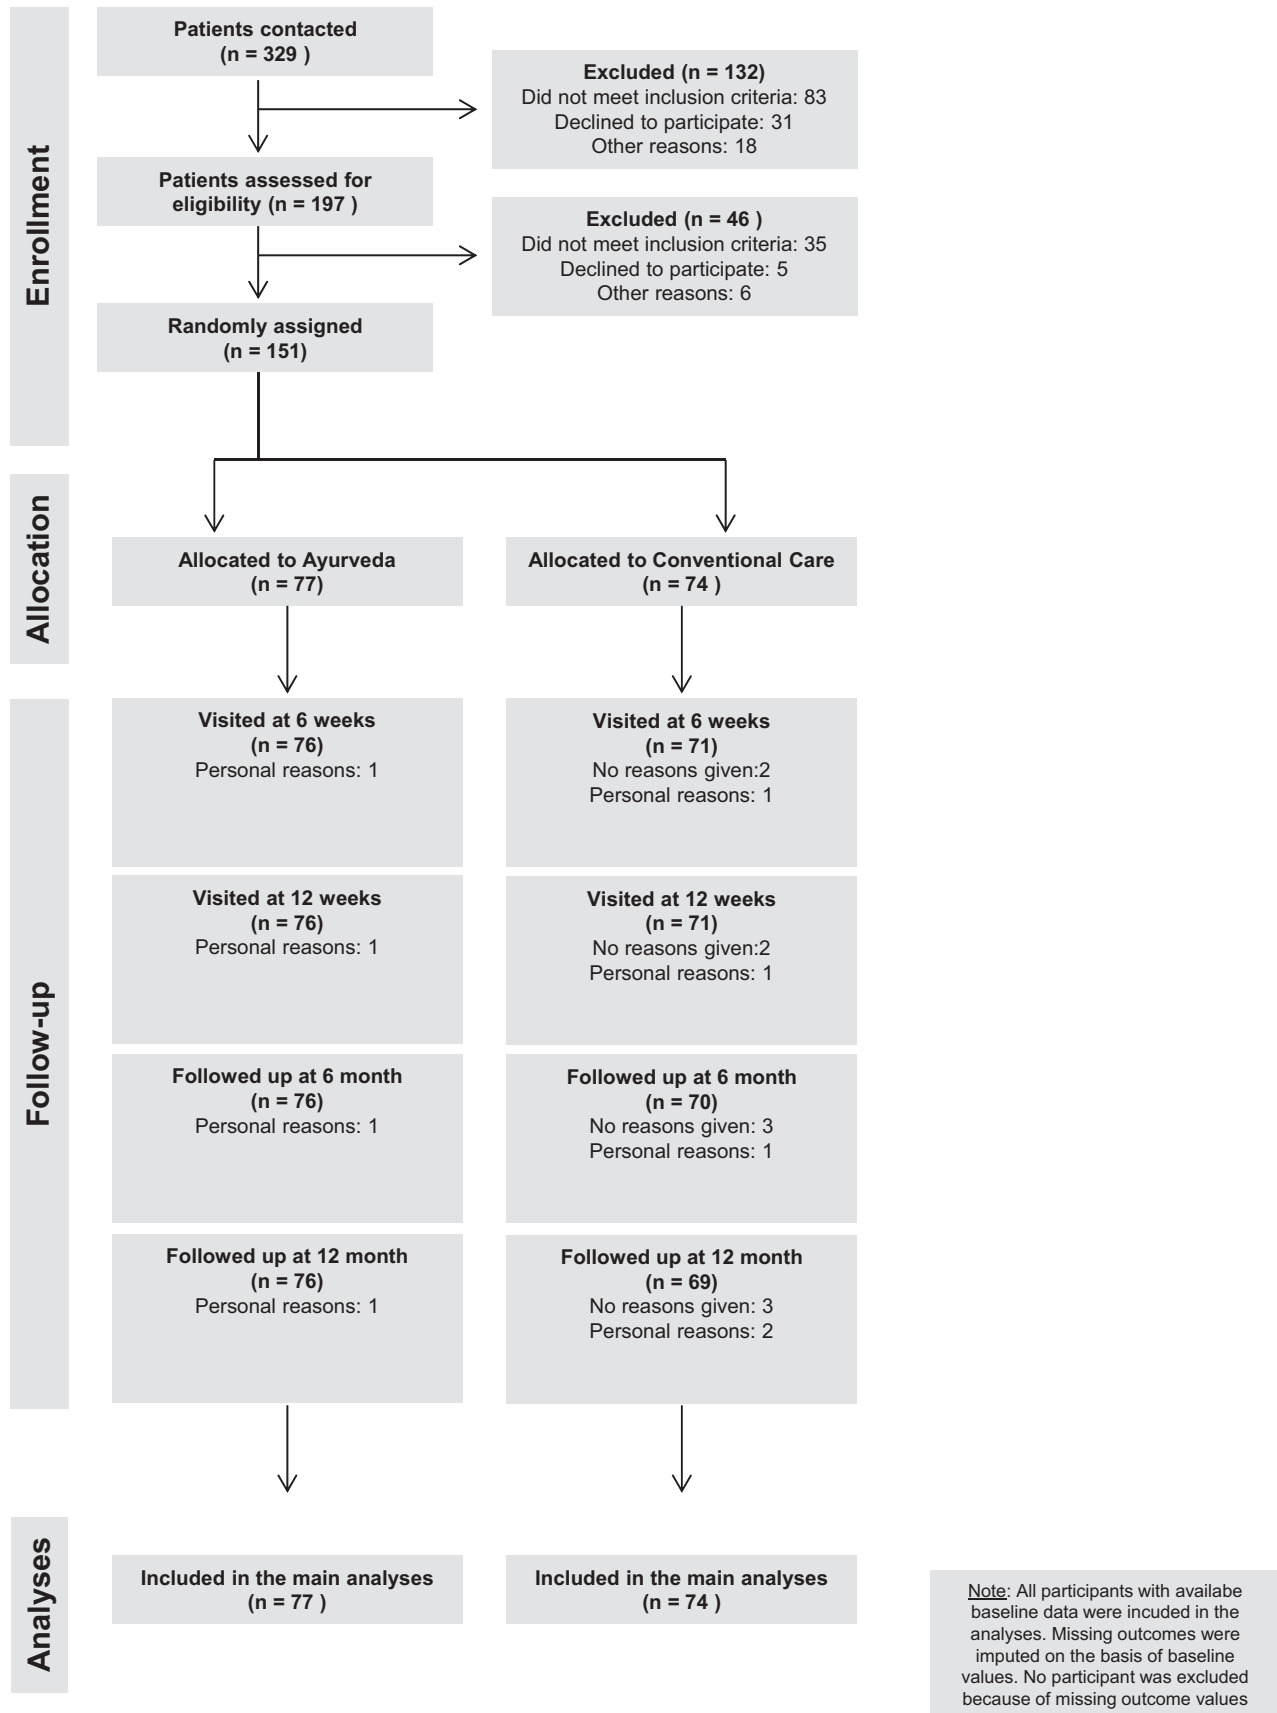 Enrollment
Patients contacted
(n = 329 )
Excluded (n = 132)
Did not meet inclusion criteria: 83
Declined to participate: 31
Other reasons: 18
Patients assessed for
eligibility (n = 197 )
Excluded (n = 46 )
Did not meet inclusion criteria: 35
Declined to participate: 5
Other reasons: 6
Randomly assigned
(n = 151)
Allocation
Allocated to Ayurveda
(n = 77)
Allocated to Conventional Care
(n = 74 )
Follow-up
Visited at 6 weeks
(n = 76)
Personal reasons: 1
Visited at 6 weeks
(n = 71)
No reasons given:2
Personal reasons: 1
Visited at 12 weeks
(n = 76)
Personal reasons: 1
Visited at 12 weeks
(n = 71)
No reasons given:2
Personal reasons: 1
Followed up at 6 month
(n = 76)
Personal reasons: 1
Followed up at 6 month
(n = 70)
No reasons given: 3
Personal reasons: 1
Followed up at 12 month
(n = 76)
Personal reasons: 1
Followed up at 12 month
(n = 69)
No reasons given: 3
Personal reasons: 2
Analyses
Included in the main analyses
(n = 77 )
Included in the main analyses
(n = 74 )
Note: All participants with availabe
baseline data were incuded in the
analyses. Missing outcomes were
imputed on the basis of baseline
values. No participant was excluded
because of missing outcome values